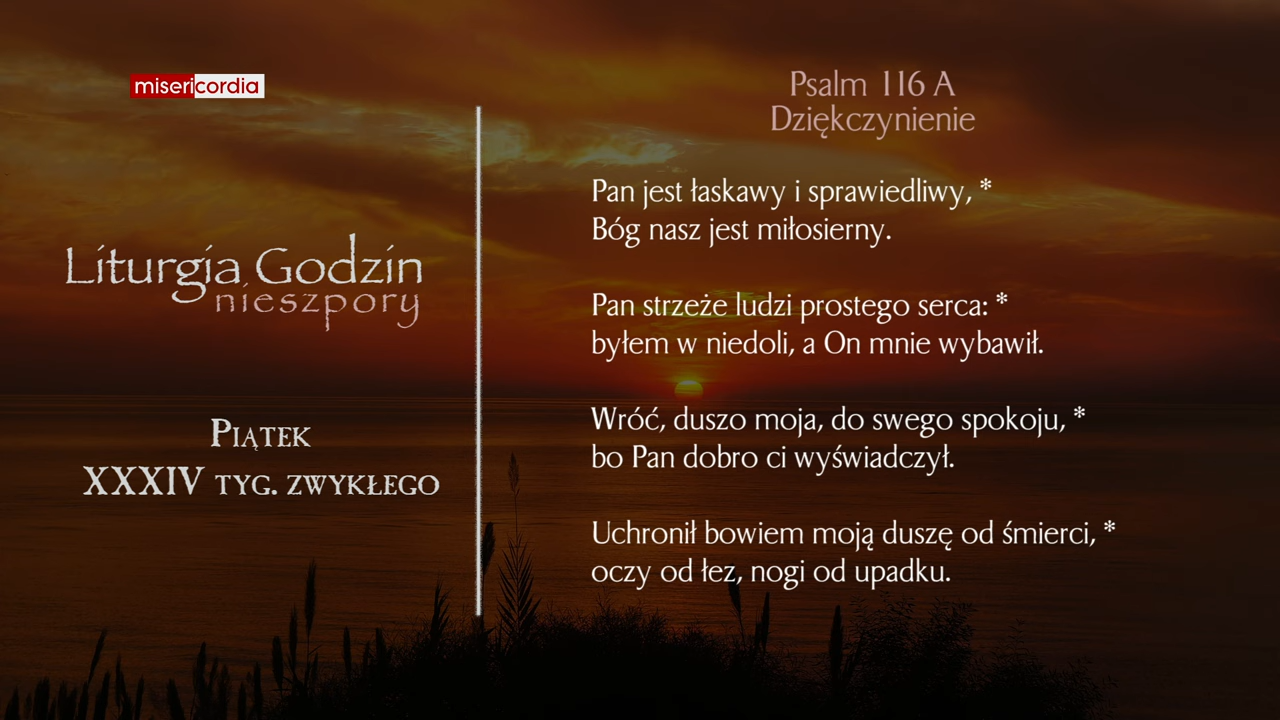 misericordia
Liturgia Godzin
nieszpory
Piątek
XXXIV tyg. zwykłego
Psalm 116 A
Dziękczynienie
Pan jest łaskawy i sprawiedliwy, *
Bóg nasz jest miłosierny.
Pan strzeże ludzi prostego serca: *
byłem w niedoli, a On mnie wybawił.
Wróć, duszo moja, do swego spokoju, *
bo Pan dobro ci wyświadczył.
Uchronił bowiem moją duszę od śmierci, *
oczy od łez, nogi od upadku.